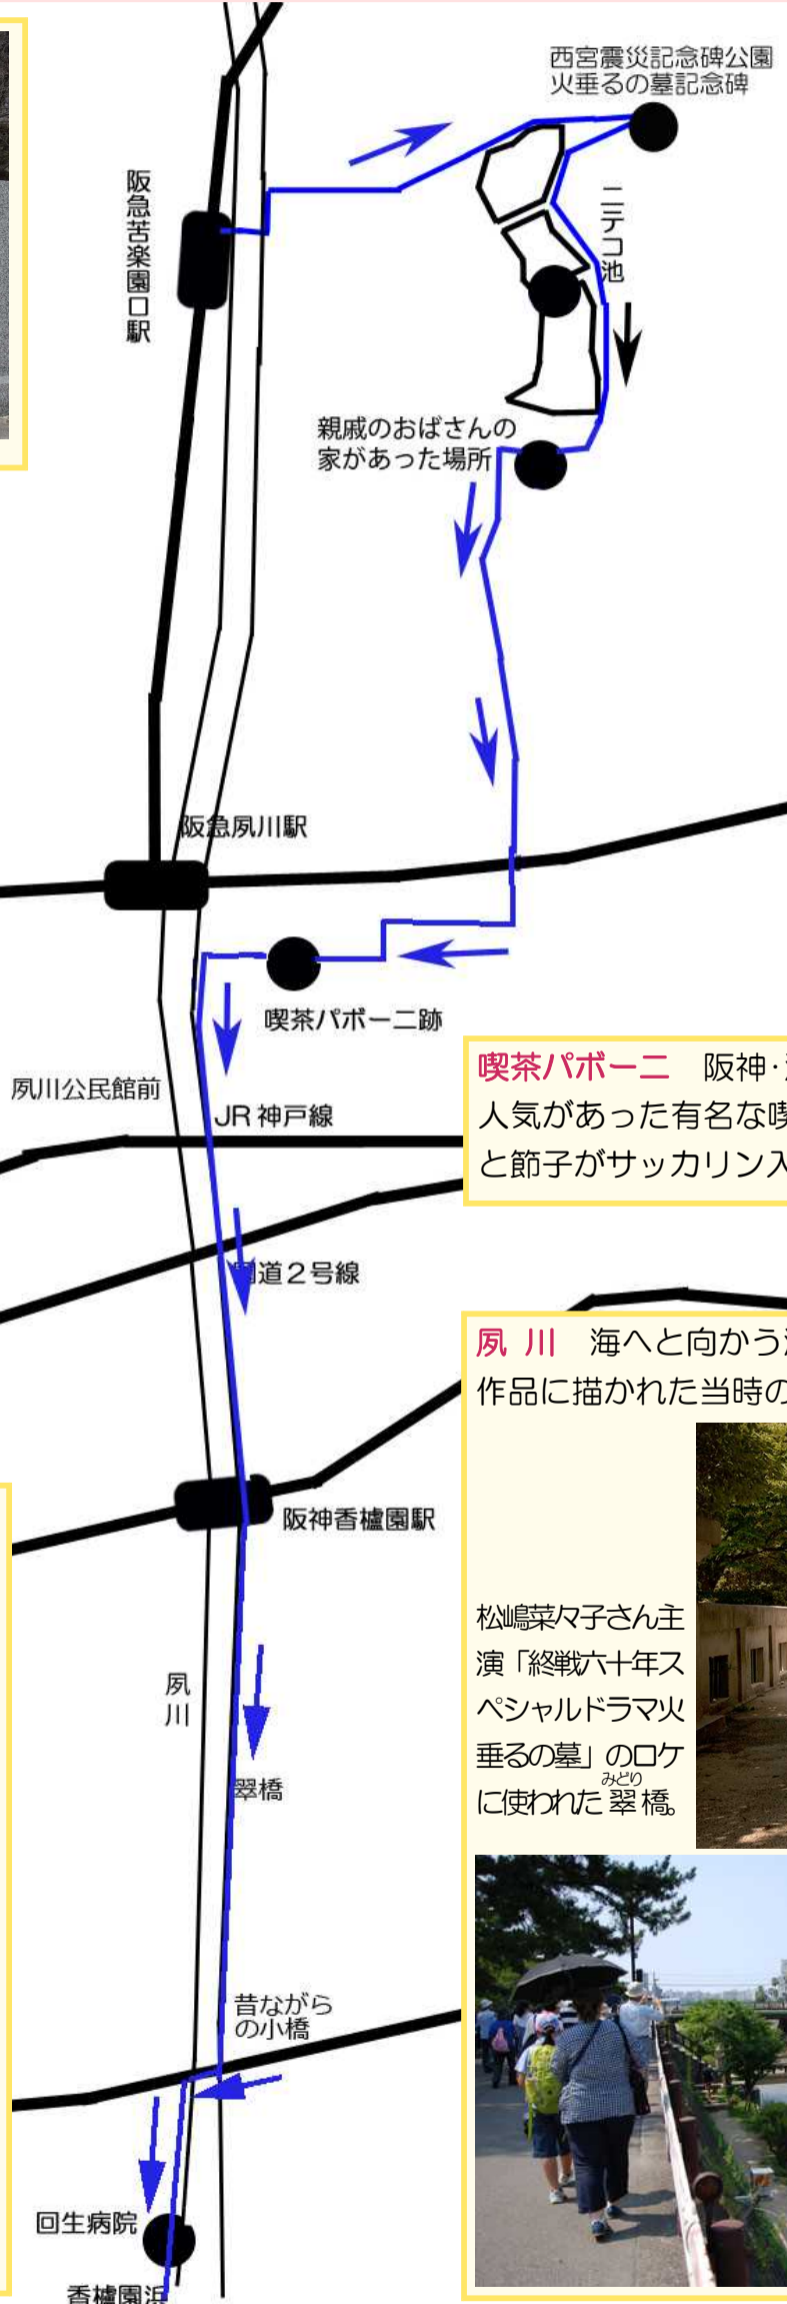 西宮震災記念碑公園
火垂るの墓記念碑
阪急苦楽園口駅
ニテコ池
親戚のおばさんの
家があった場所
阪急夙川駅
喫茶パボーニ跡
夙川公民館前
JR 神戸線
喫茶パボーニ 阪神・
人気があった有名な喫
と節子がサッカリン入
国道２号線
夙 川 海へと向かう
作品に描かれた当時の
阪神香櫨園駅
松嶋菜々子さん主
演「終戦六十年ス
ペシャルドラマ火
垂るの墓」のロケ
みどり
に使われた 翠 橋。
夙川
翠橋
昔ながら
の小橋
回生病院
香櫨園浜